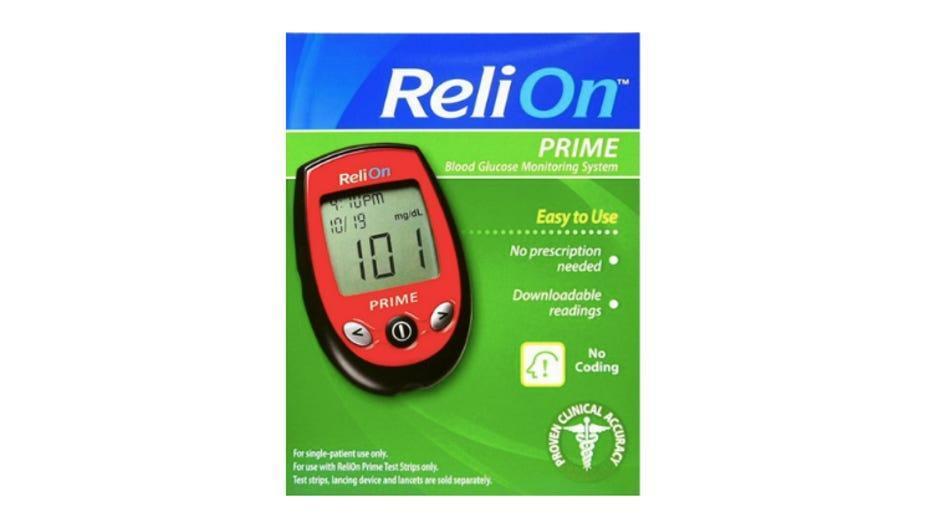 ReliOn™
PRIME
Blood Glucose Monitoring System
ReliOn
4:10PM
10/19 mg/dL
101
PRIME
< >
Easy to Use
No prescription
needed
Downloadable
readings
No
Coding
PROVEN CLINICAL ACCURACY
For single-patient use only.
For use with ReliOn Prime Test Strips only.
Test strips, lancing device and lancets are sold separately.